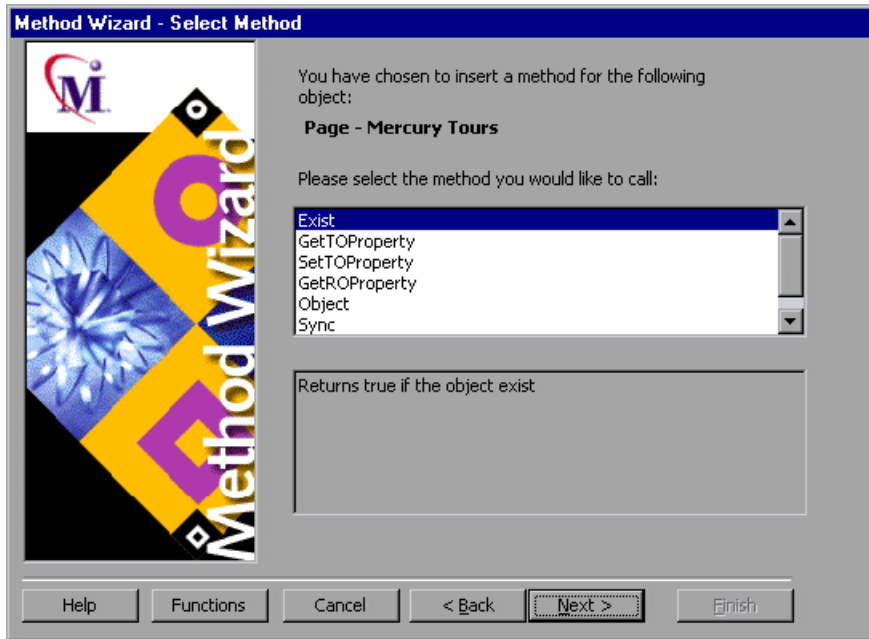 Method Wizard - Select Method
M
Method Wizard
You have chosen to insert a method for the following
object:
Page - Mercury Tours
Please select the method you would like to call:
Exist
GetTOProperty
SetTOProperty
GetROProperty
Object
Sync
Returns true if the object exist
Help
Functions
Cancel
< Back
Next >
Finish